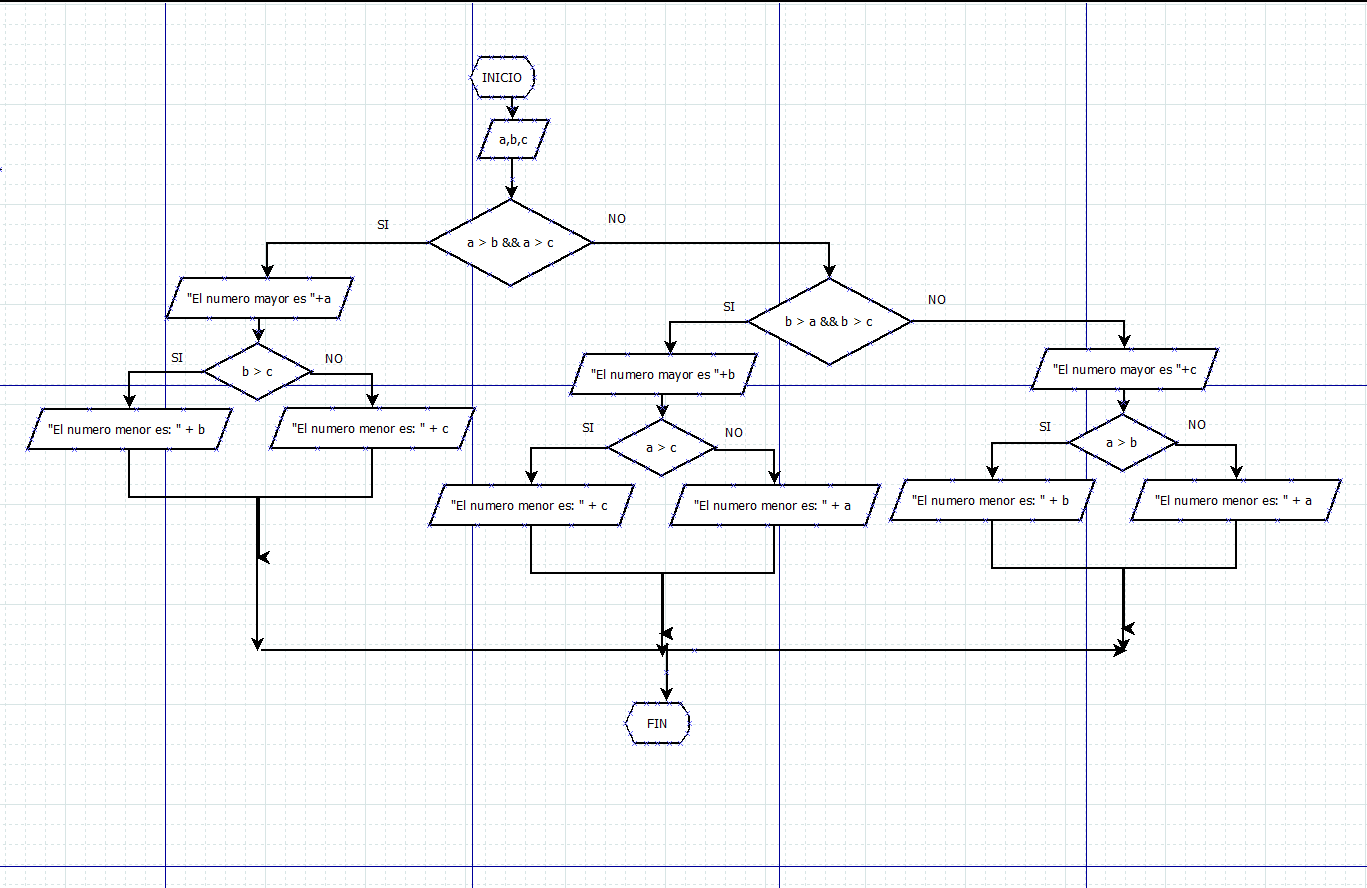 INICIO
a,b,c
a > b && a > c
SI
NO
"El numero mayor es "+a
b > c
SI
NO
"El numero menor es: " + b
"El numero menor es: " + c
b > a && b > c
SI
NO
"El numero mayor es "+b
a > c
SI
NO
"El numero menor es: " + c
"El numero menor es: " + a
"El numero mayor es "+c
a > b
SI
NO
"El numero menor es: " + b
"El numero menor es: " + a
FIN